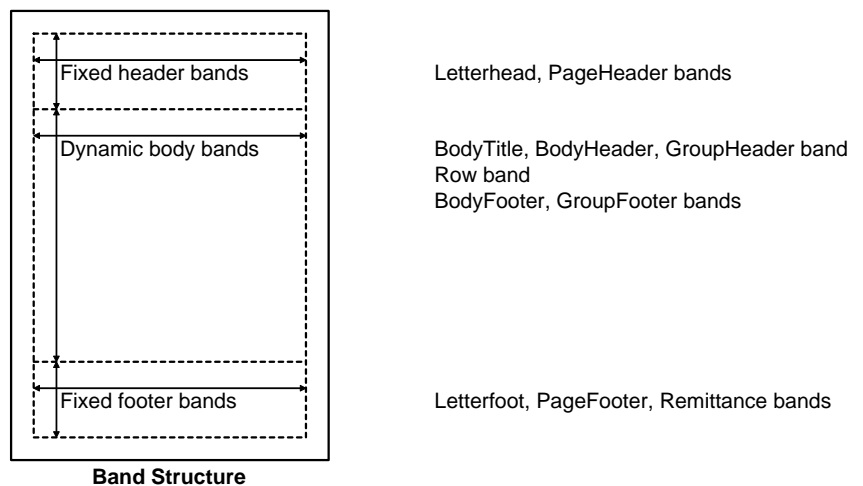 Fixed header bands
Letterhead, PageHeader bands
Dynamic body bands
BodyTitle, BodyHeader, GroupHeader band
Row band
BodyFooter, GroupFooter bands
Fixed footer bands
Letterfoot, PageFooter, Remittance bands
Band Structure